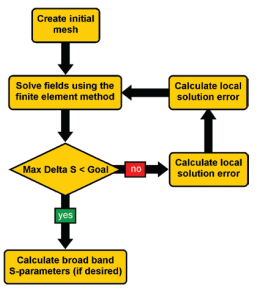 Create initial
mesh
Solve fields using the
finite element method
Calculate local
solution error
Max Delta S < Goal
no
Calculate local
solution error
yes
Calculate broad band
S-parameters (if desired)